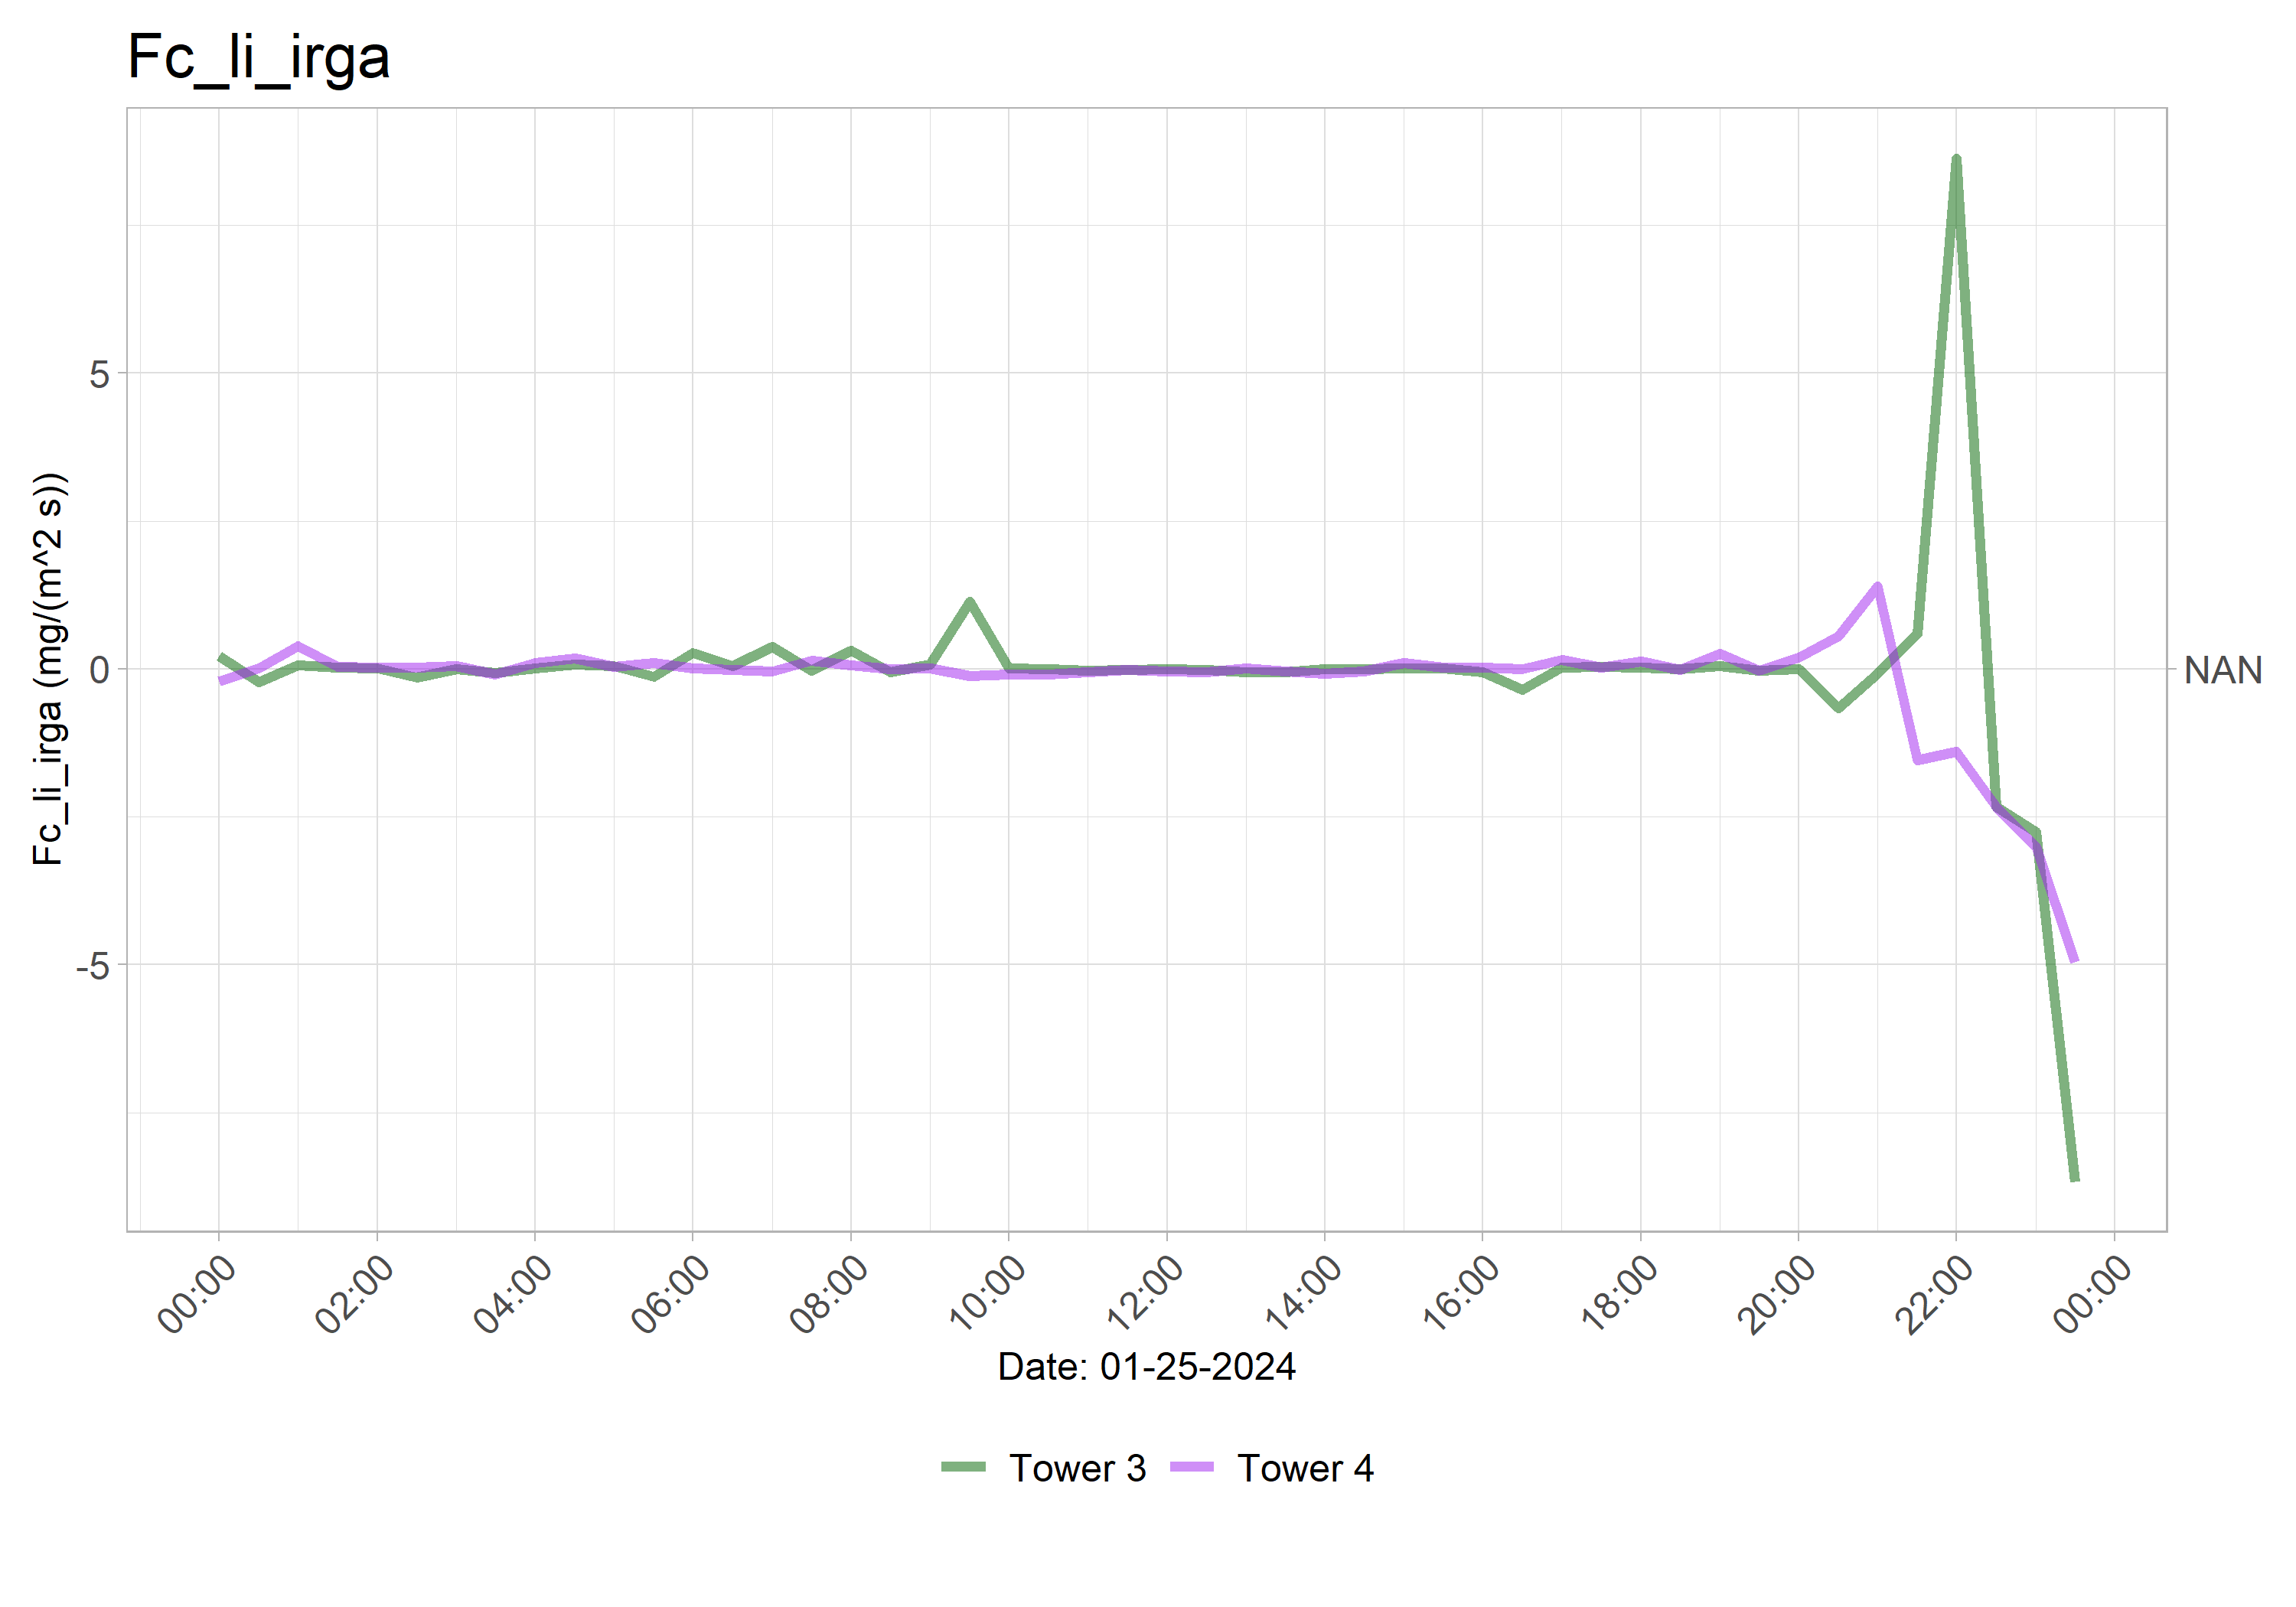 Fc_li_irga
Fc_li_irga (mg/(m^2 s))
5
0
-5
NAN
00:00 02:00 04:00 06:00 08:00 10:00 12:00 14:00 16:00 18:00 20:00 22:00 00:00
Date: 01-25-2024
Tower 3 Tower 4